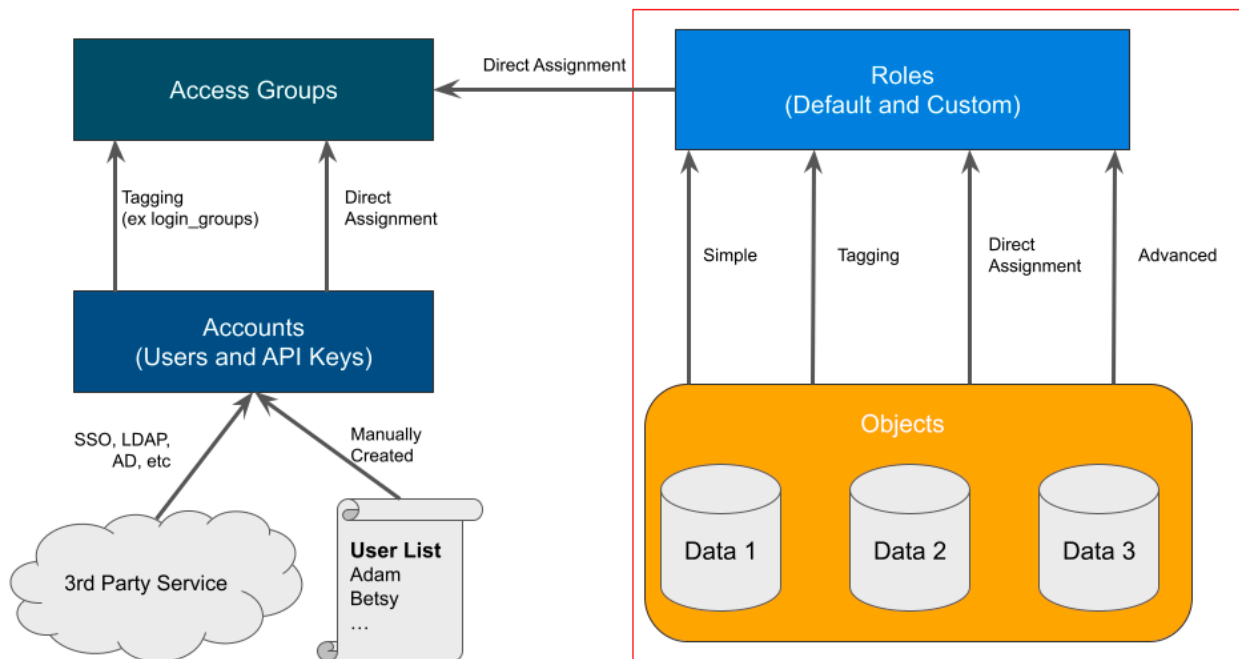 Access Groups
Direct Assignment
Roles
(Default and Custom)
Tagging
(ex login_groups)
Direct
Assignment
Simple
Tagging
Direct
Assignment
Advanced
Accounts
(Users and API Keys)
Objects
SSO, LDAP,
AD, etc
Manually
Created
3rd Party Service
User List
Adam
Betsy
…
Data 1
Data 2
Data 3